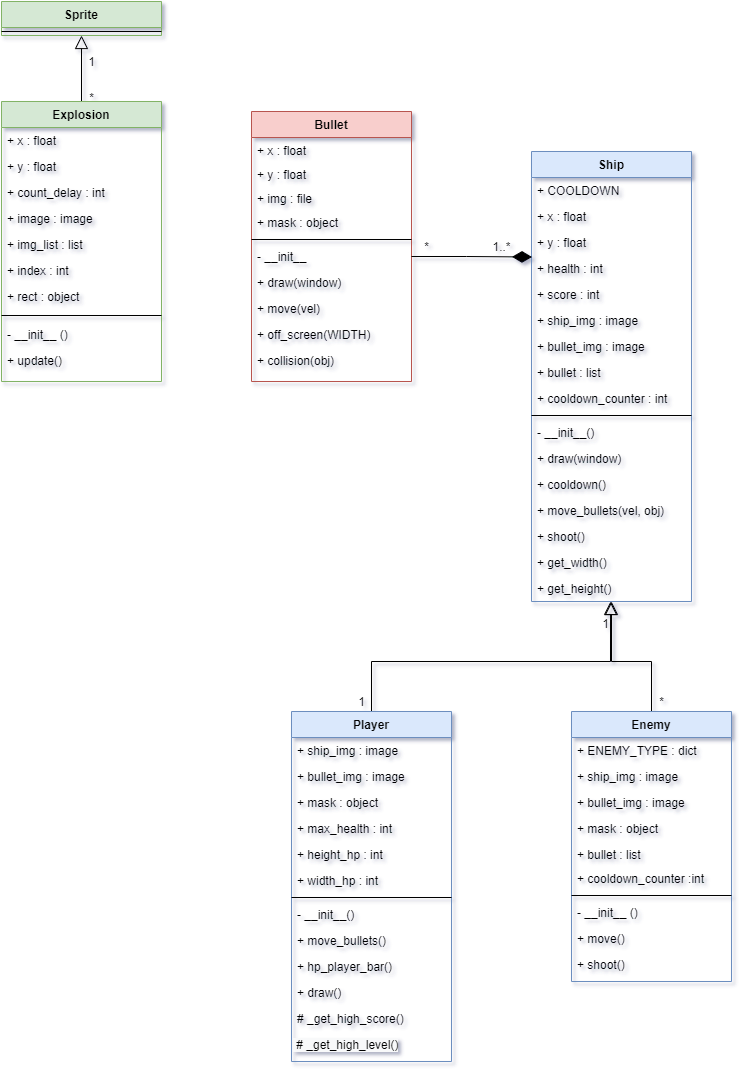 Sprite
1
*
Explosion
+ x : float
+ y : float
+ count_delay : int
+ image : image
+ img_list : list
+ index : int
+ rect : object
- __init__ ()
+ update()
Bullet
+ x : float
+ y : float
+ img : file
+ mask : object
- __init__
+ draw(window)
+ move(vel)
+ off_screen(WIDTH)
+ collision(obj)
*
1..*
Ship
+ COOLDOWN
+ x : float
+ y : float
+ health : int
+ score : int
+ ship_img : image
+ bullet_img : image
+ bullet : list
+ cooldown_counter : int
- __init__()
+ draw(window)
+ cooldown()
+ move_bullets(vel, obj)
+ shoot()
+ get_width()
+ get_height()
1
1
*
Player
+ ship_img : image
+ bullet_img : image
+ mask : object
+ max_health : int
+ height_hp : int
+ width_hp : int
- __init__()
+ move_bullets()
+ hp_player_bar()
+ draw()
# _get_high_score()
# _get_high_level()
Enemy
+ ENEMY_TYPE : dict
+ ship_img : image
+ bullet_img : image
+ mask : object
+ bullet : list
+ cooldown_counter :int
- __init__ ()
+ move()
+ shoot()